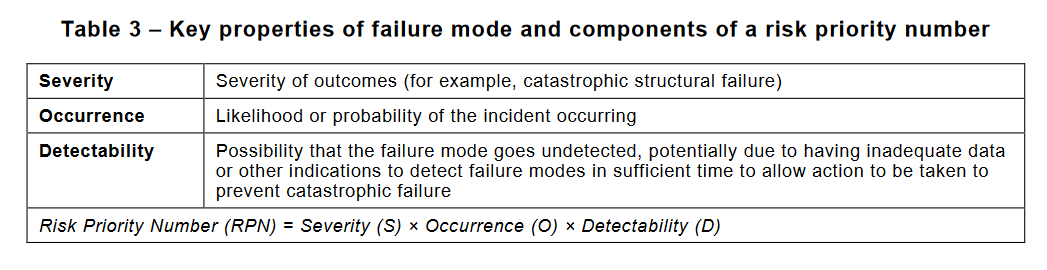 Table 3 – Key properties of failure mode and components of a risk priority number
Severity Severity of outcomes (for example, catastrophic structural failure)
Occurrence Likelihood or probability of the incident occurring
Detectability Possibility that the failure mode goes undetected, potentially due to having inadequate data
or other indications to detect failure modes in sufficient time to allow action to be taken to
prevent catastrophic failure
Risk Priority Number (RPN) = Severity (S) × Occurrence (O) × Detectability (D)